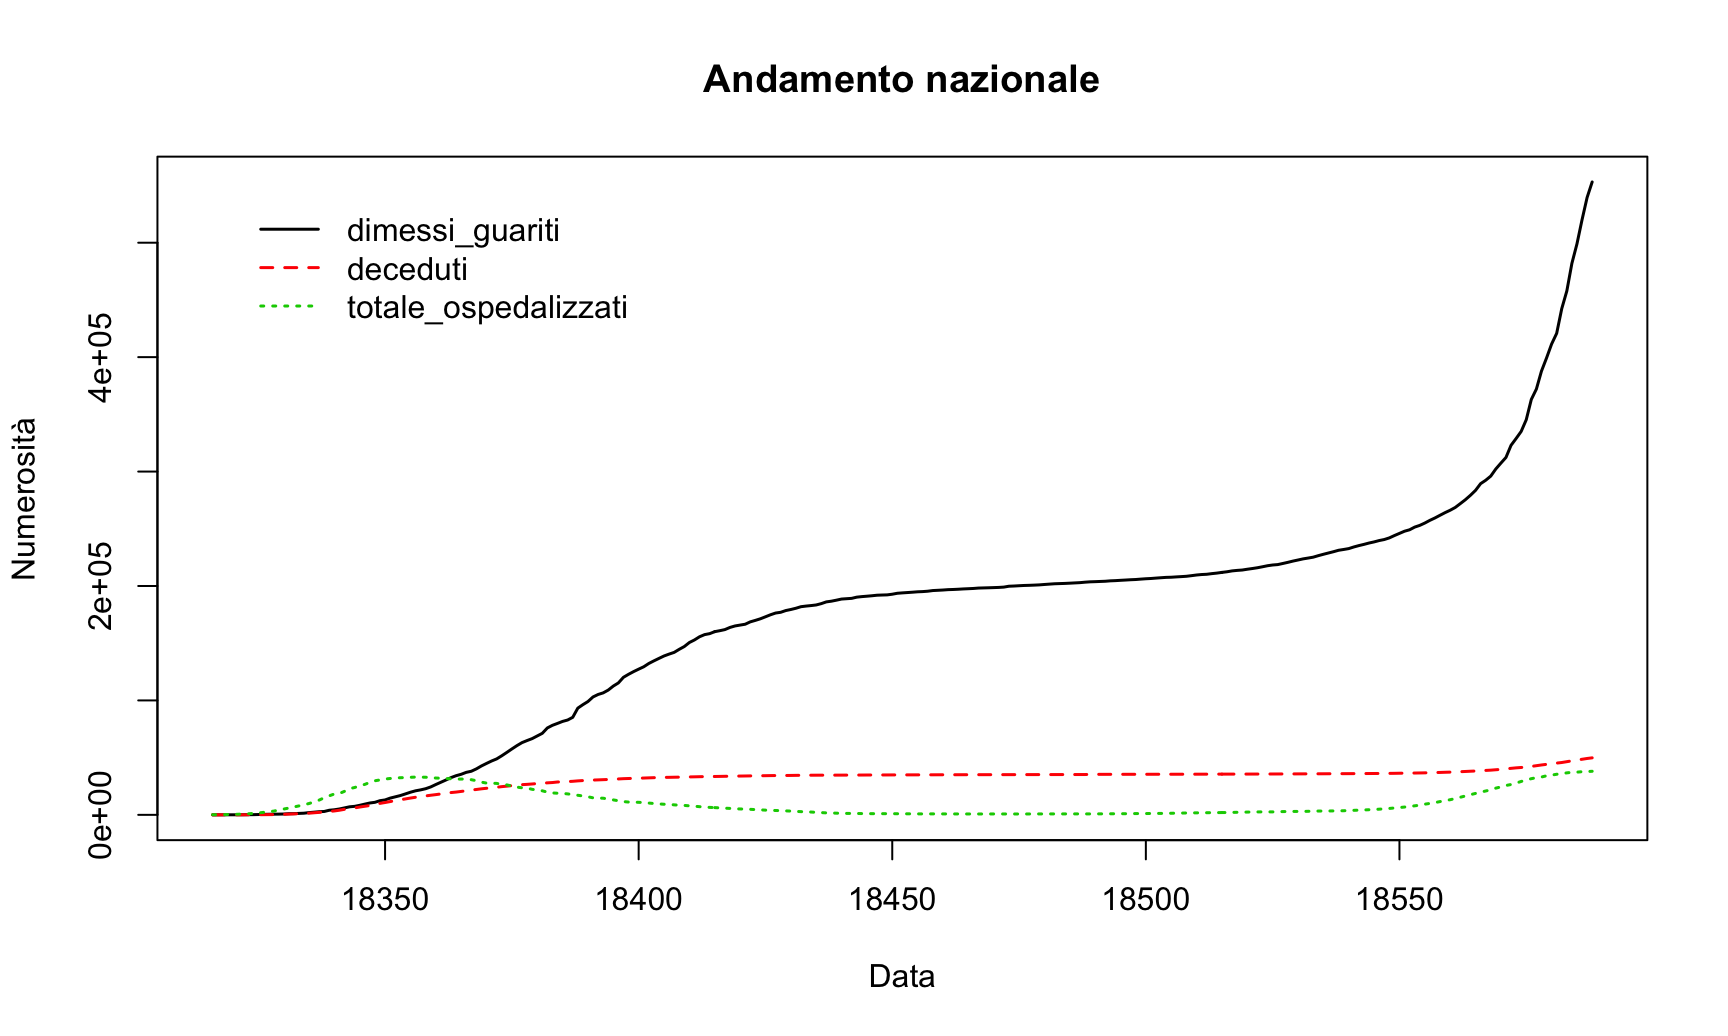 Andamento nazionale
dimessi_guariti
deceduti
totale_ospedalizzati
Numerosità
4e+05
2e+05
0e+00
18350 18400 18450 18500 18550
Data